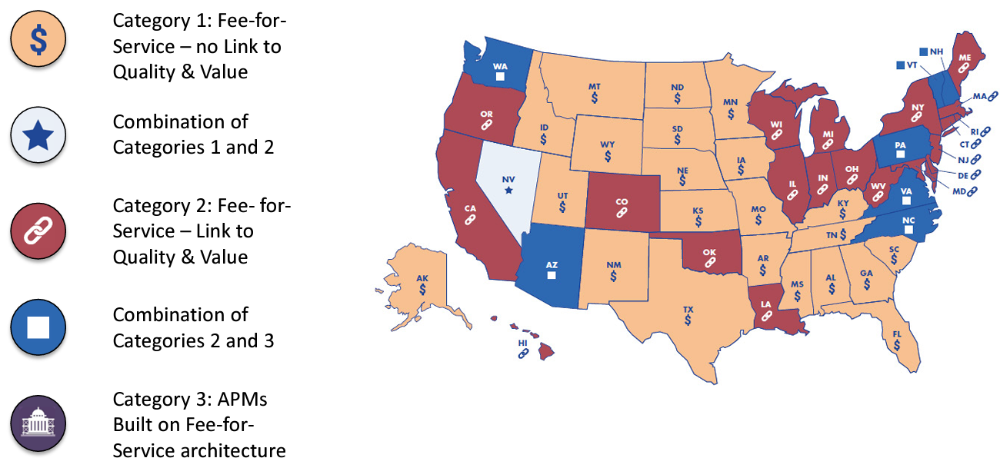 $
Category 1: Fee-for-
Service – no Link to
Quality & Value
Combination of
Categories 1 and 2
Category 2: Fee- for-
Service – Link to
Quality & Value
Combination of
Categories 2 and 3
Category 3: APMs
Built on Fee-for-
Service architecture
WA
OR
CA
NV
ID
$
MT
$
WY
$
UT
$
AZ
CO
NM
$
ND
$
SD
$
NE
$
KS
$
OK
TX
$
MN
$
IA
$
MO
$
AR
$
LA
WI
IL
MI
IN
OH
KY
$
TN $
MS
$
AL
$
GA
$
FL
$
SC
$
NC
VA
WV
PA
NY
VT
NH
ME
MA
RI
CT
NJ
DE
MD
AK
$
HI